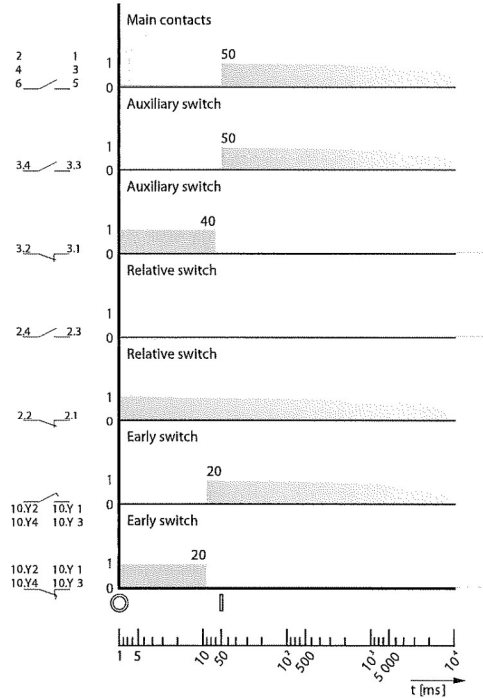 Main contacts
50
2 1
4 3
6 5
1
0
Auxiliary switch
50
1
3.4 3.3
0
Auxiliary switch
40
1
3.2 3.1
0
Relative switch
1
2.4 2.3
0
Relative switch
1
2.2 2.1
0
Early switch
20
1
0
10.Y2 10.Y 1
10.Y4 10.Y 3
Early switch
20
1
10.Y2 10.Y 1
10.Y4 10.Y 3
0
1 5 10 50 10² 500 10³ 5 000 10⁴
t [ms]